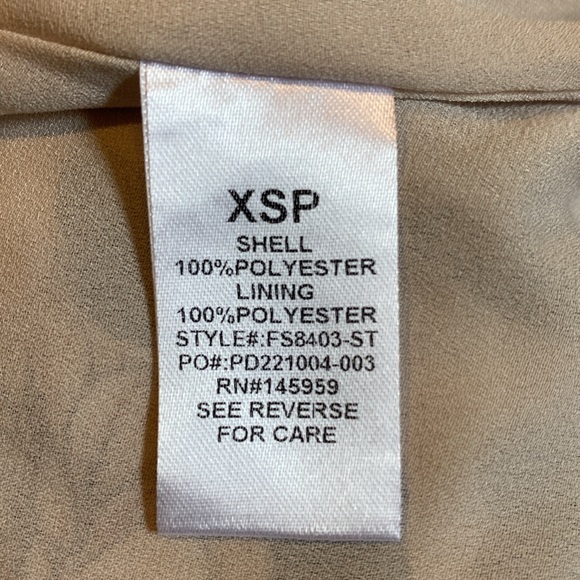 XSP
SHELL
100%POLYESTER
LINING
100%POLYESTER
STYLE#:FS8403-ST
PO#:PD221004-003
RN#145959
SEE REVERSE
FOR CARE